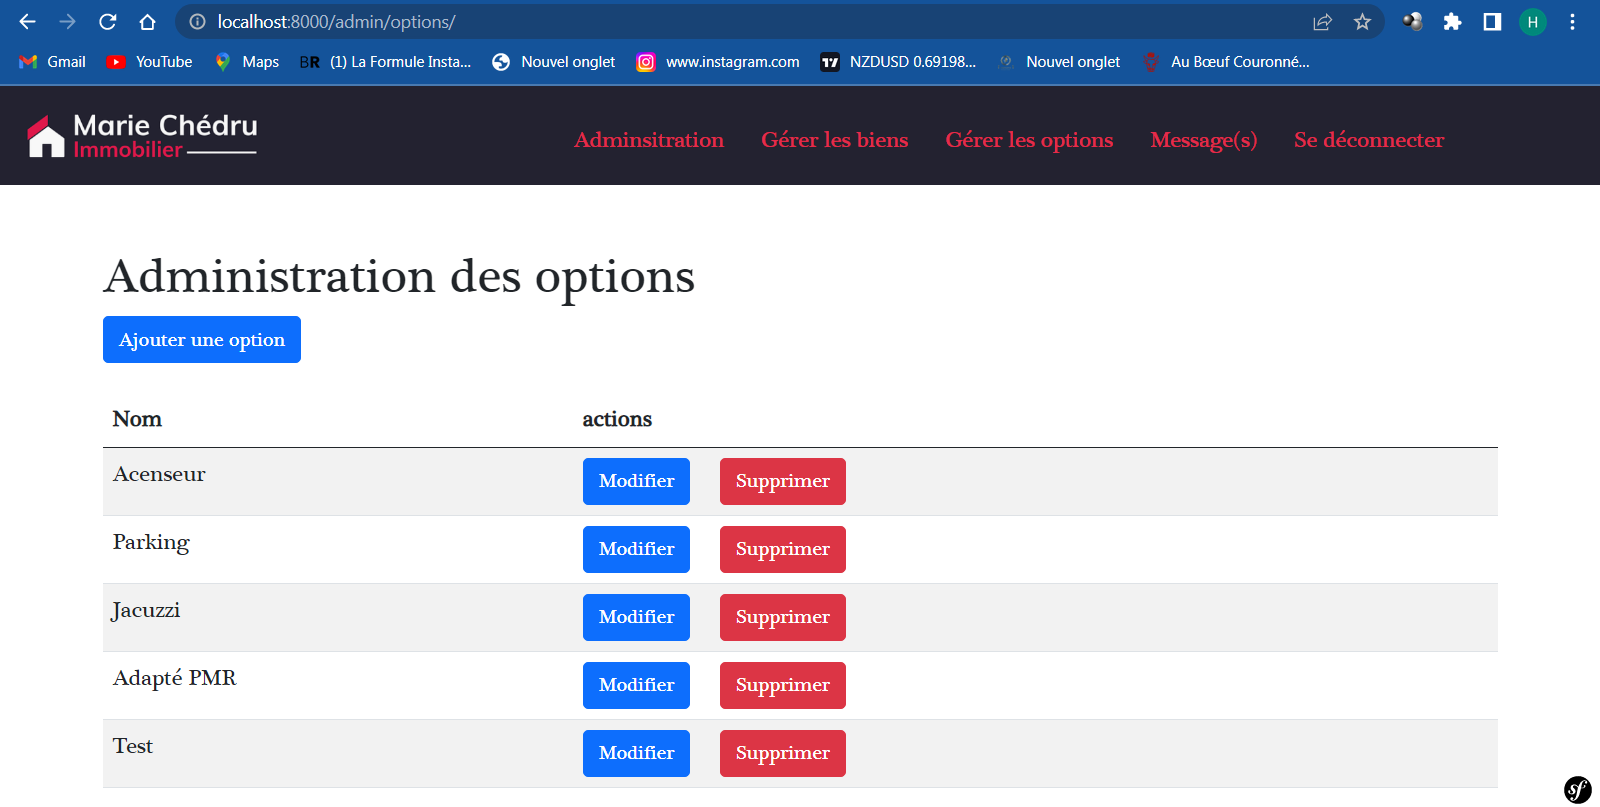 localhost:8000/admin/options/
H
Gmail YouTube Maps BR (1) La Formule Insta... Nouvel onglet www.instagram.com NZDUSD 0.69198... Nouvel onglet Au Bœuf Couronné...
Marie Chédru
Immobilier
Adminsitration Gérer les biens Gérer les options Message(s) Se déconnecter
Administration des options
Ajouter une option
Nom actions
Acenseur Modifier Supprimer
Parking Modifier Supprimer
Jacuzzi Modifier Supprimer
Adapté PMR Modifier Supprimer
Test Modifier Supprimer
sf